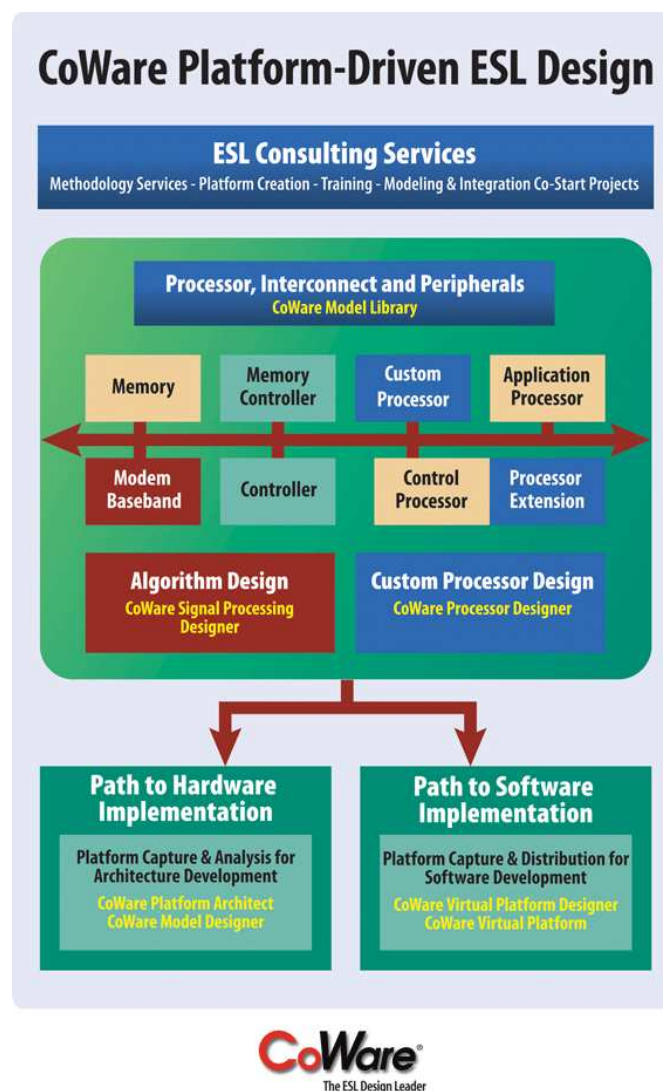 CoWare Platform-Driven ESL Design
ESL Consulting Services
Methodology Services - Platform Creation - Training - Modeling & Integration Co-Start Projects
Processor, Interconnect and Peripherals
CoWare Model Library
Memory
Memory
Controller
Custom
Processor
Application
Processor
Modem
Baseband
Controller
Control
Processor
Processor
Extension
Algorithm Design
CoWare Signal Processing
Designer
Custom Processor Design
CoWare Processor Designer
Path to Hardware
Implementation
Platform Capture & Analysis for
Architecture Development
CoWare Platform Architect
CoWare Model Designer
Path to Software
Implementation
Platform Capture & Distribution for
Software Development
CoWare Virtual Platform Designer
CoWare Virtual Platform
CoWare®
The ESL Design Leader